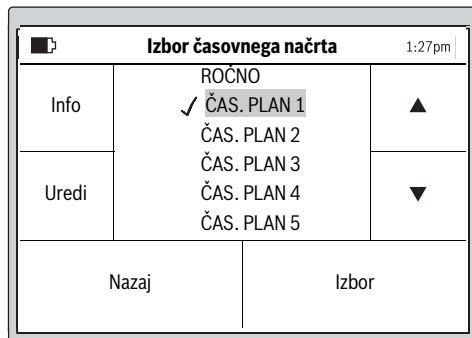 Izbor časovnega načrta 1:27pm
ROČNO
Info
ČAS. PLAN 1
ČAS. PLAN 2
ČAS. PLAN 3
Uredi
ČAS. PLAN 4
ČAS. PLAN 5
Nazaj Izbor